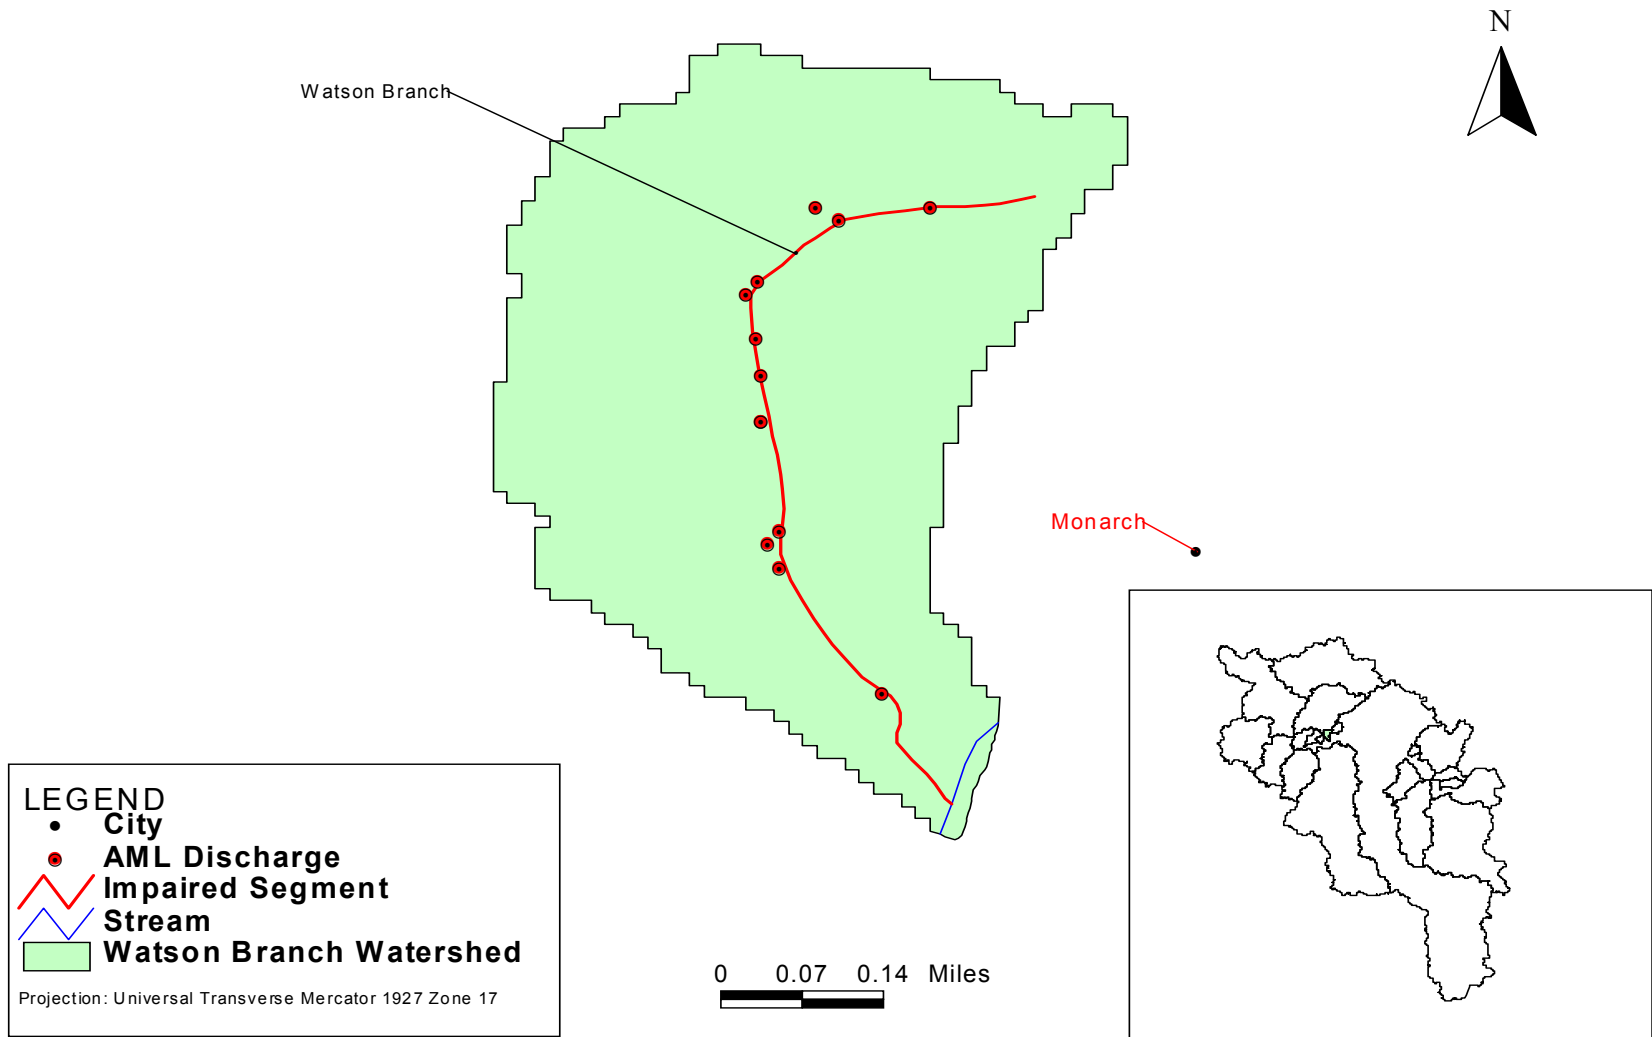 N
Watson Branch
Monarch
LEGEND
City
AML Discharge
Impaired Segment
Stream
Watson Branch Watershed
Projection: Universal Transverse Mercator 1927 Zone 17
0 0.07 0.14 Miles